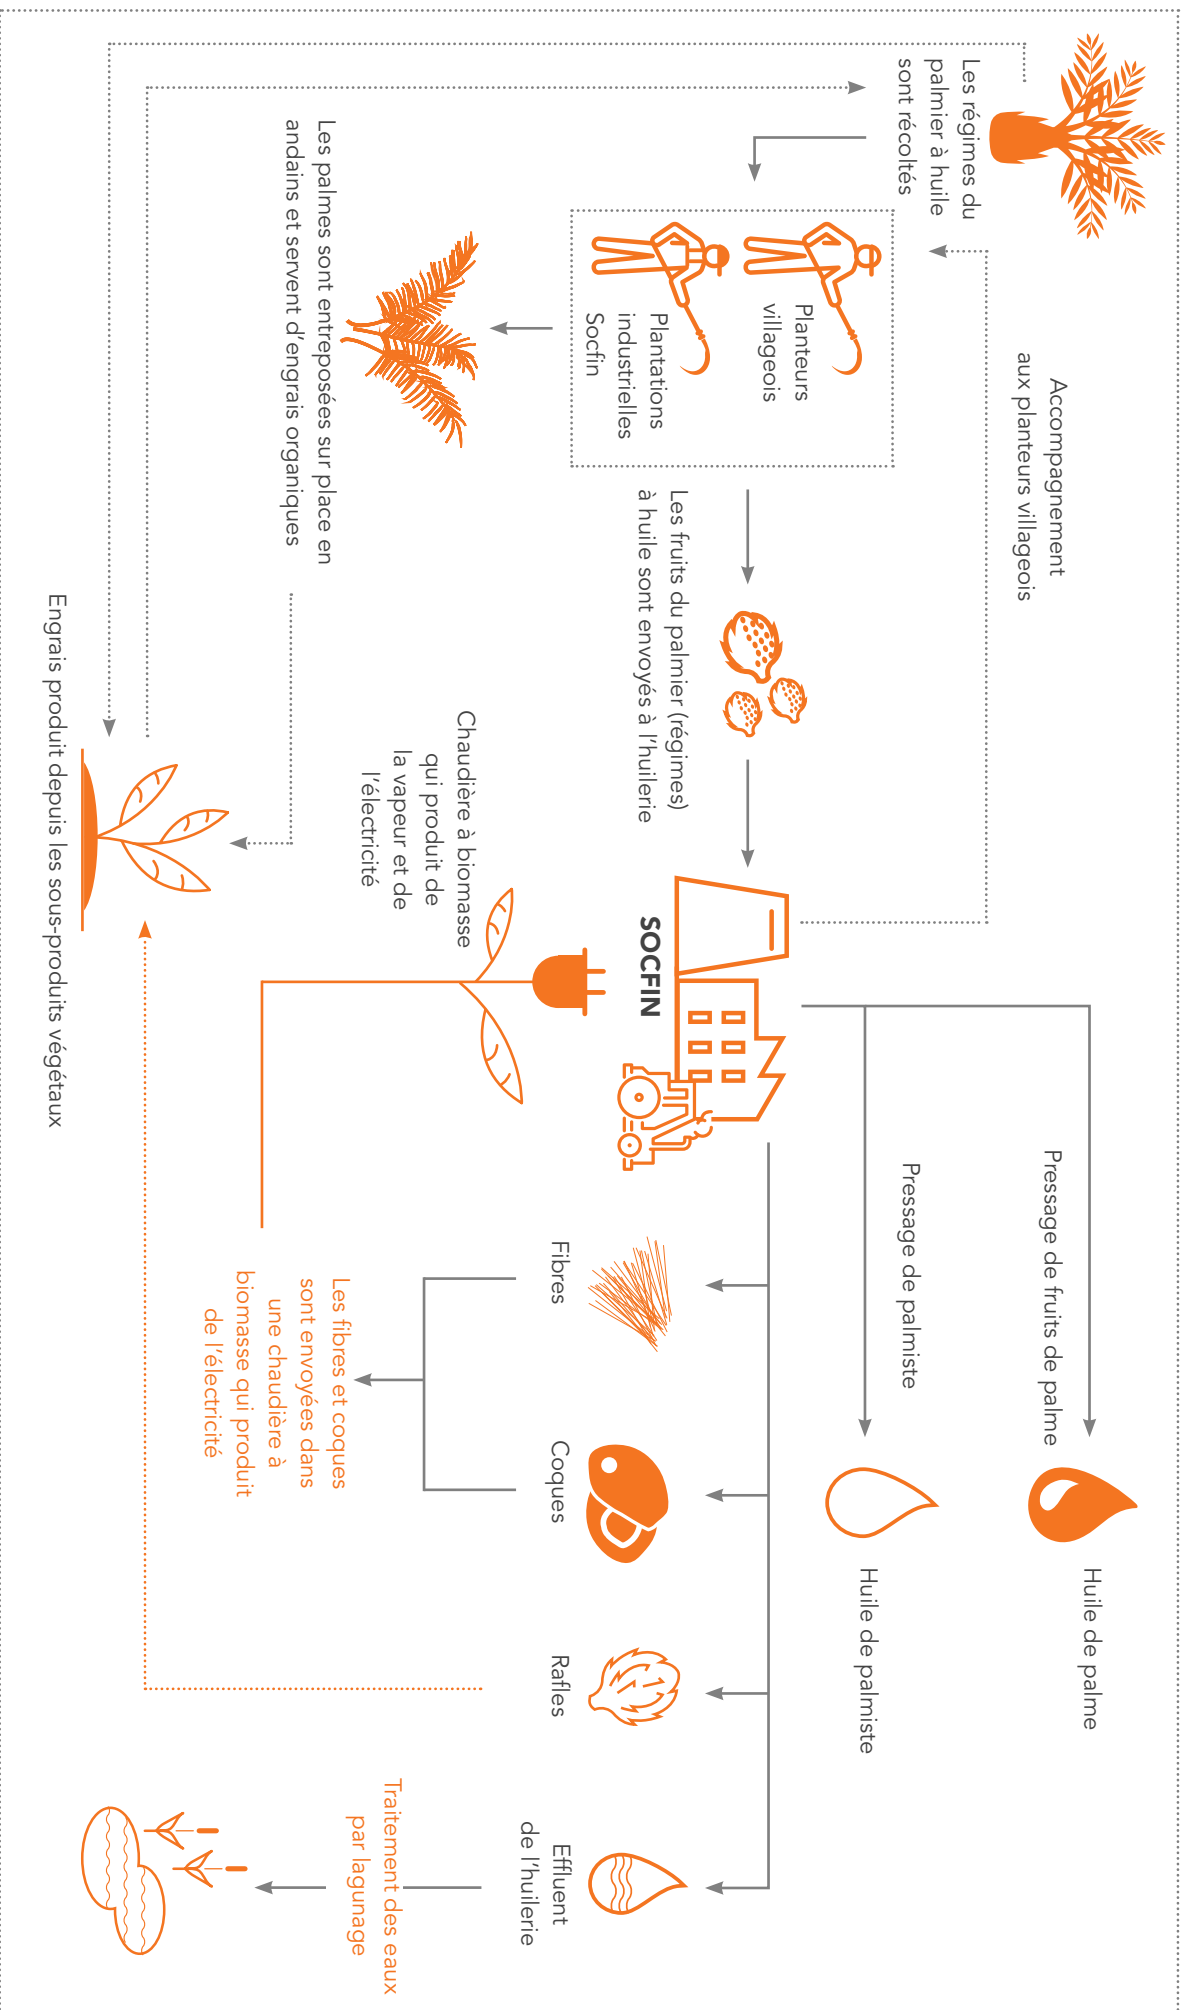 Les régimes du
palmier à huile
sont récoltés
Accompagnement
aux planteurs villageois
Planteurs
villageois
Plantations
industrielles
Socfin
Les fruits du palmier (régimes)
à huile sont envoyés à l'huilerie
SOCFIN
Pressage de fruits de palme
Huile de palme
Pressage de palmiste
Huile de palmiste
Les palmes sont entreposées sur place en
andains et servent d'engrais organiques
Chaudière à biomasse
qui produit de
la vapeur et de
l'électricité
Fibres
Coques
Rafles
Effluent
de l'huilerie
Les fibres et coques
sont envoyées dans
une chaudière à
biomasse qui produit
de l'électricité
Traitement des eaux
par lagunage
Engrais produit depuis les sous-produits végétaux